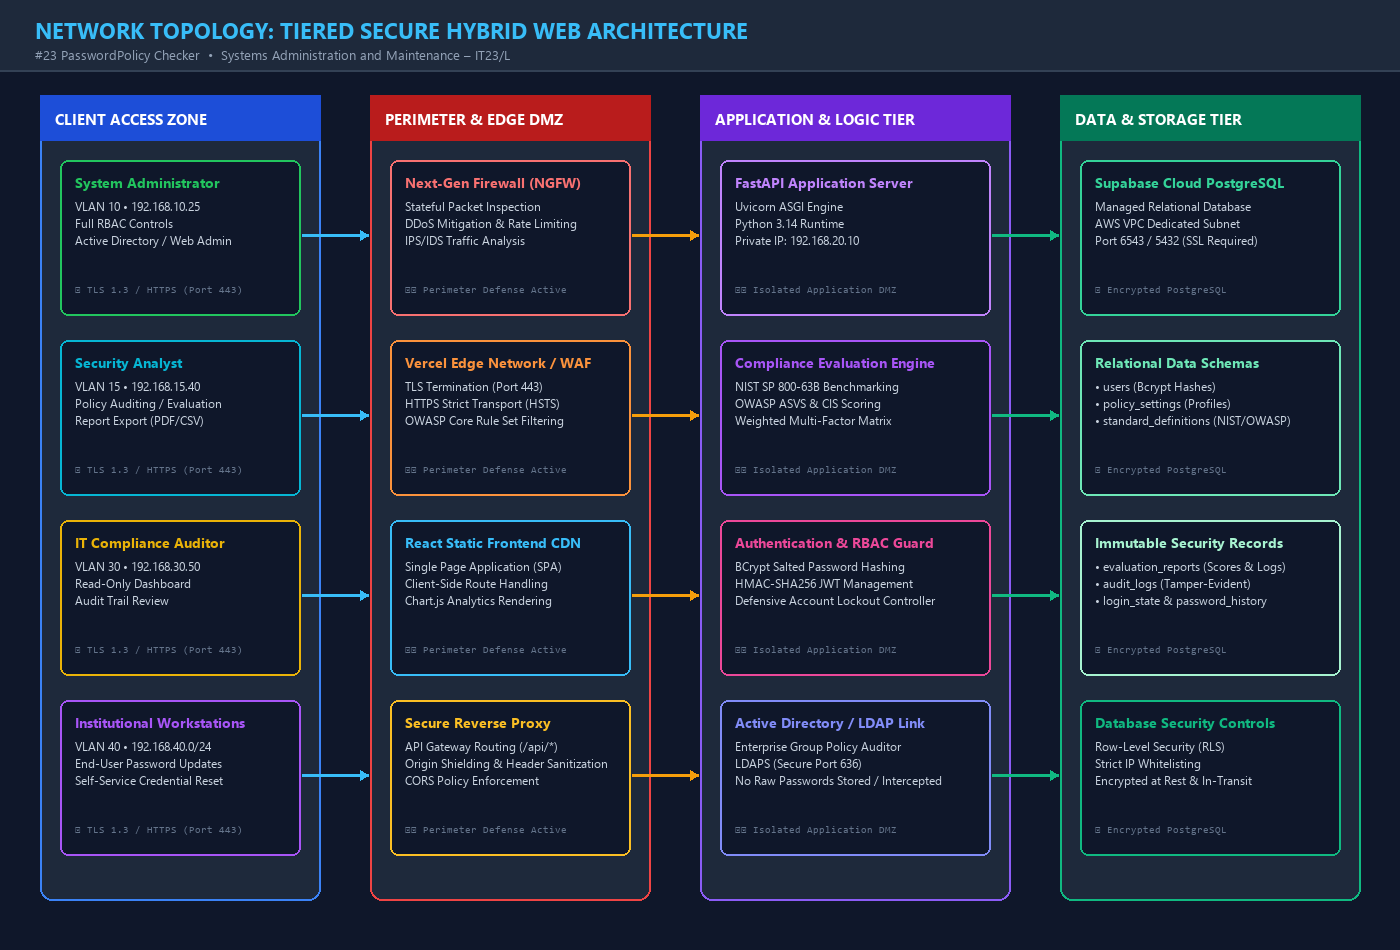 NETWORK TOPOLOGY: TIERED SECURE HYBRID WEB ARCHITECTURE
#23 PasswordPolicy Checker • Systems Administration and Maintenance – IT23/L
CLIENT ACCESS ZONE
System Administrator
VLAN 10 • 192.168.10.25
Full RBAC Controls
Active Directory / Web Admin
TLS 1.3 / HTTPS (Port 443)
Security Analyst
VLAN 15 • 192.168.15.40
Policy Auditing / Evaluation
Report Export (PDF/CSV)
TLS 1.3 / HTTPS (Port 443)
IT Compliance Auditor
VLAN 30 • 192.168.30.50
Read-Only Dashboard
Audit Trail Review
TLS 1.3 / HTTPS (Port 443)
Institutional Workstations
VLAN 40 • 192.168.40.0/24
End-User Password Updates
Self-Service Credential Reset
TLS 1.3 / HTTPS (Port 443)
PERIMETER & EDGE DMZ
Next-Gen Firewall (NGFW)
Stateful Packet Inspection
DDoS Mitigation & Rate Limiting
IPS/IDS Traffic Analysis
Perimeter Defense Active
Vercel Edge Network / WAF
TLS Termination (Port 443)
HTTPS Strict Transport (HSTS)
OWASP Core Rule Set Filtering
Perimeter Defense Active
React Static Frontend CDN
Single Page Application (SPA)
Client-Side Route Handling
Chart.js Analytics Rendering
Perimeter Defense Active
Secure Reverse Proxy
API Gateway Routing (/api/*)
Origin Shielding & Header Sanitization
CORS Policy Enforcement
Perimeter Defense Active
APPLICATION & LOGIC TIER
FastAPI Application Server
Uvicorn ASGI Engine
Python 3.14 Runtime
Private IP: 192.168.20.10
Isolated Application DMZ
Compliance Evaluation Engine
NIST SP 800-63B Benchmarking
OWASP ASVS & CIS Scoring
Weighted Multi-Factor Matrix
Isolated Application DMZ
Authentication & RBAC Guard
BCrypt Salted Password Hashing
HMAC-SHA256 JWT Management
Defensive Account Lockout Controller
Isolated Application DMZ
Active Directory / LDAP Link
Enterprise Group Policy Auditor
LDAPS (Secure Port 636)
No Raw Passwords Stored / Intercepted
Isolated Application DMZ
DATA & STORAGE TIER
Supabase Cloud PostgreSQL
Managed Relational Database
AWS VPC Dedicated Subnet
Port 6543 / 5432 (SSL Required)
Encrypted PostgreSQL
Relational Data Schemas
• users (Bcrypt Hashes)
• policy_settings (Profiles)
• standard_definitions (NIST/OWASP)
Encrypted PostgreSQL
Immutable Security Records
• evaluation_reports (Scores & Logs)
• audit_logs (Tamper-Evident)
• login_state & password_history
Encrypted PostgreSQL
Database Security Controls
Row-Level Security (RLS)
Strict IP Whitelisting
Encrypted at Rest & In-Transit
Encrypted PostgreSQL